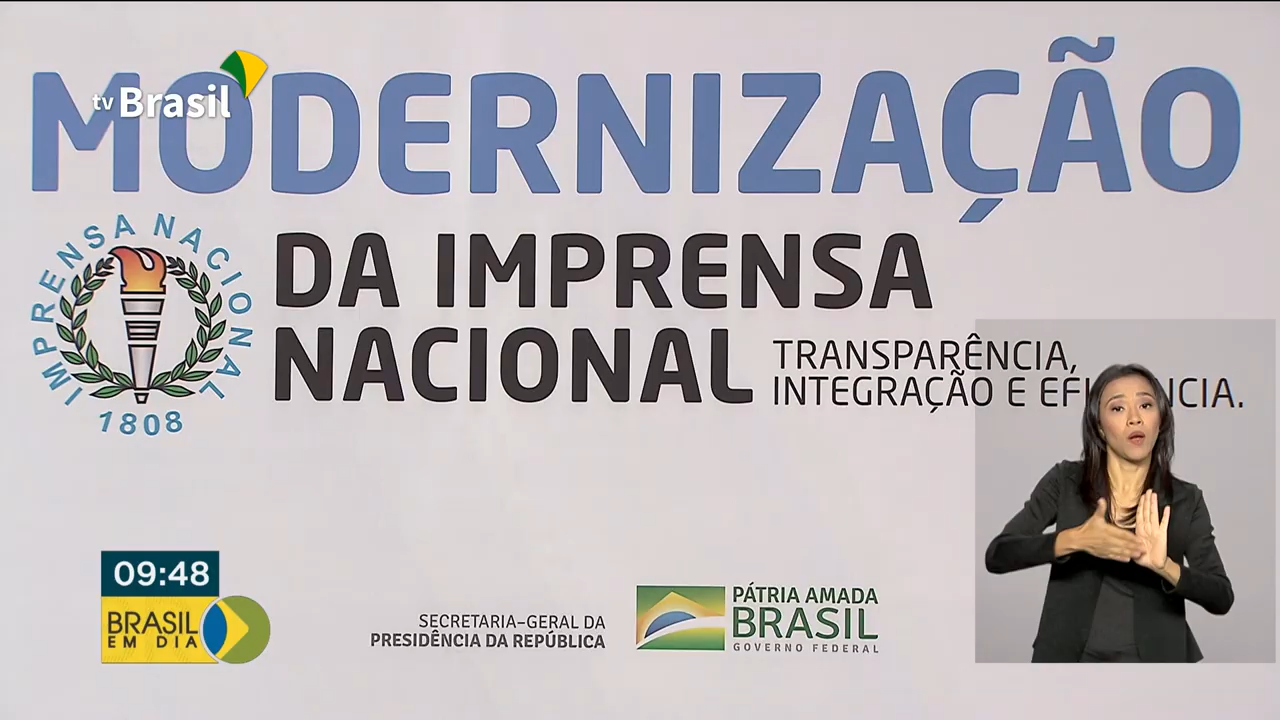 MODERNIZAÇÃO
tv Brasil
IMPRENSA NACIONAL
1808
DA IMPRENSA
NACIONAL
TRANSPARÊNCIA,
INTEGRAÇÃO E EFICIÊNCIA.
09:48
BRASIL
EM DIA
SECRETARIA-GERAL DA
PRESIDÊNCIA DA REPÚBLICA
PÁTRIA AMADA
BRASIL
GOVERNO FEDERAL